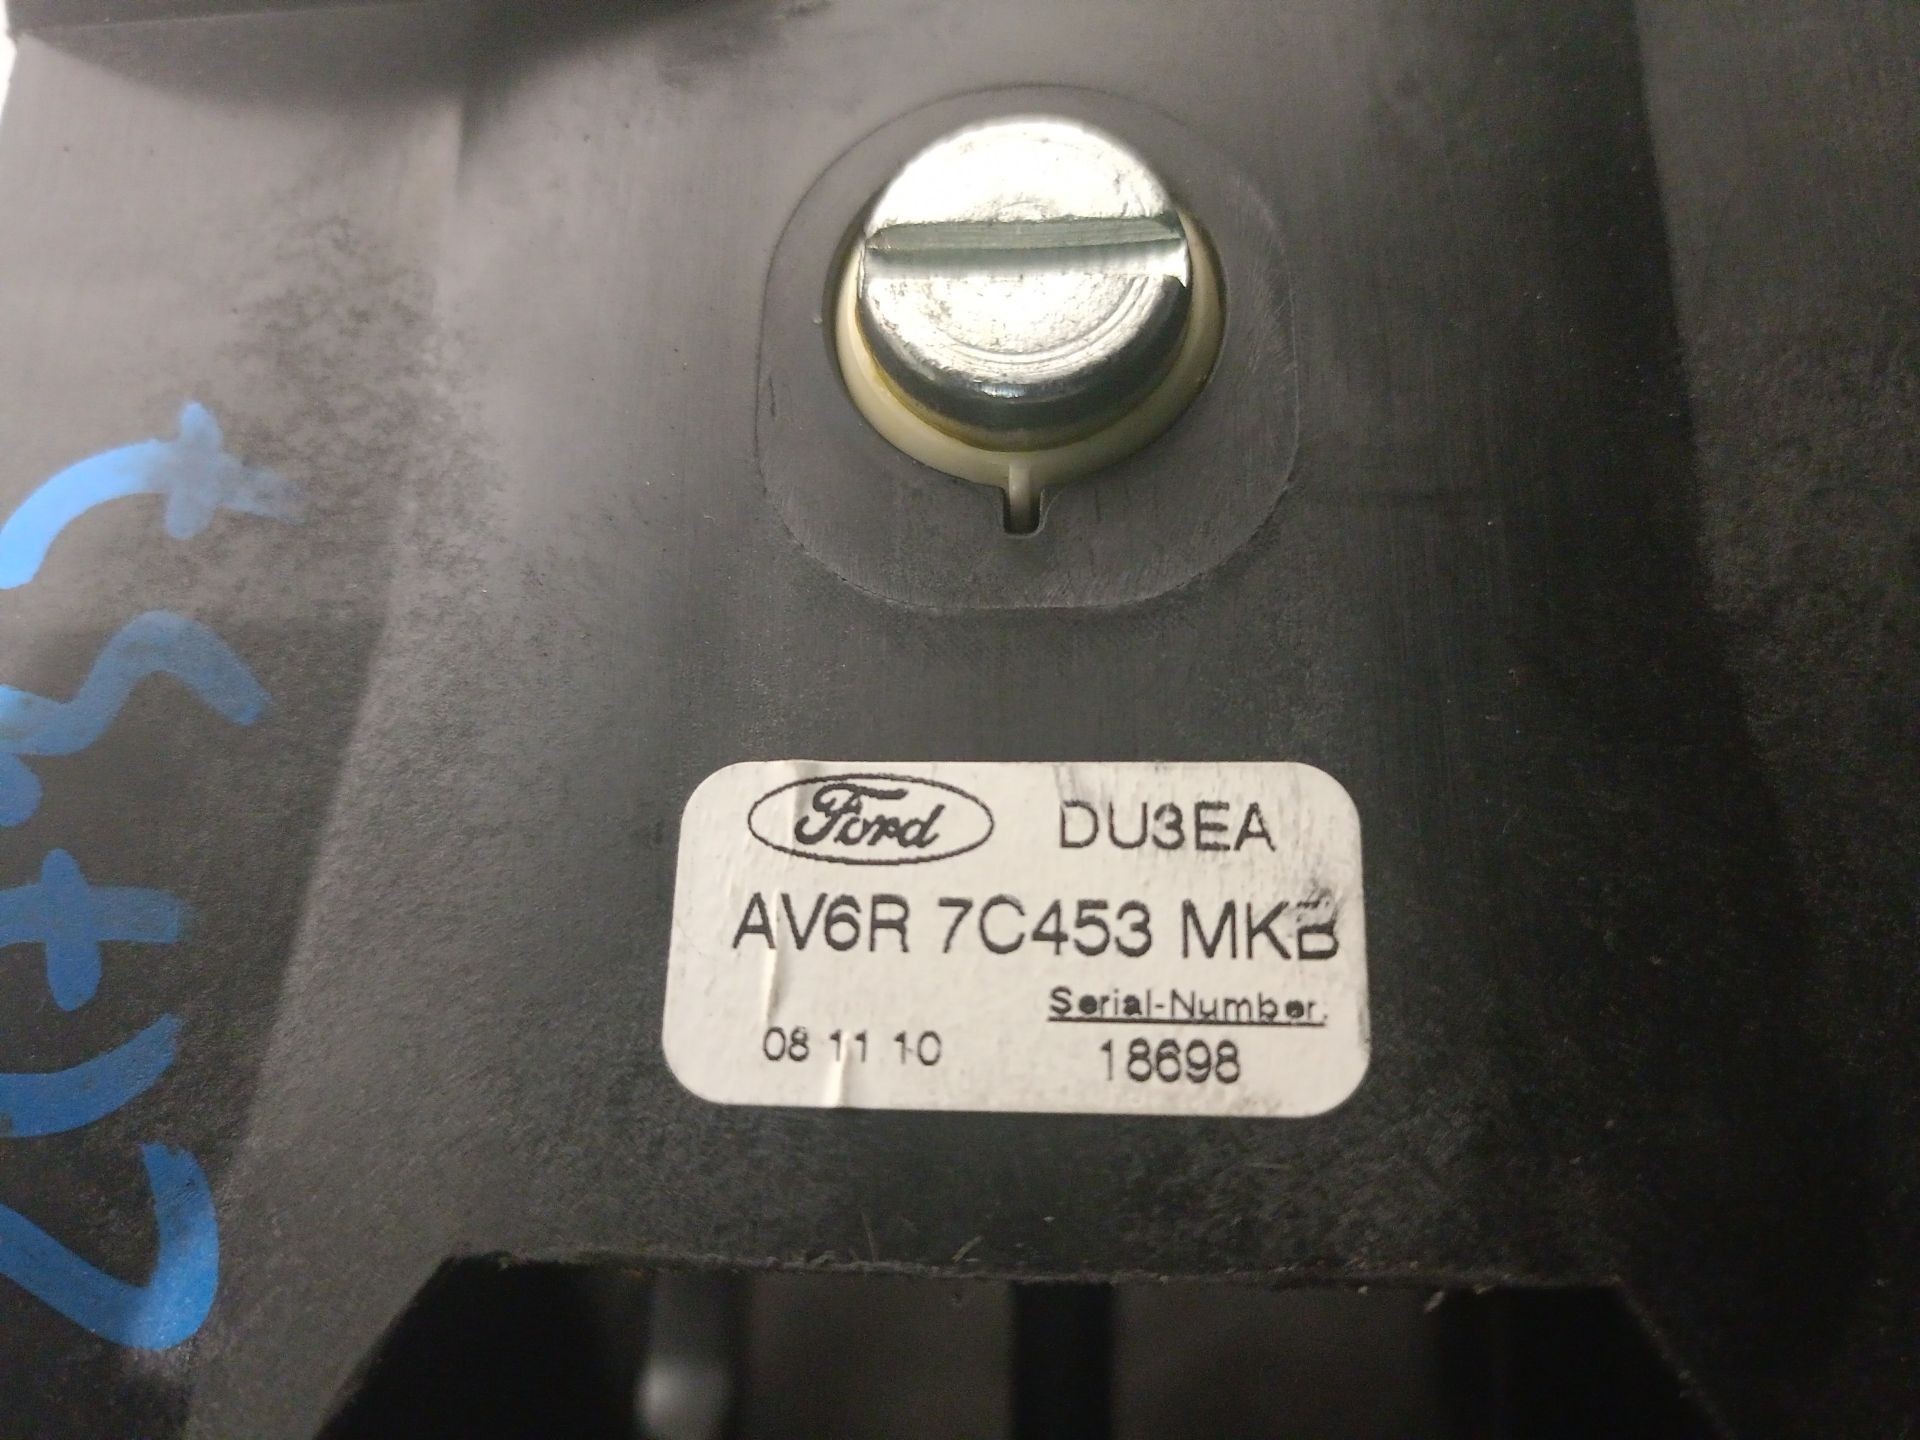 Ford DU3EA
AV6R 7C453 MKB
Serial-Number.
08 11 10 18698